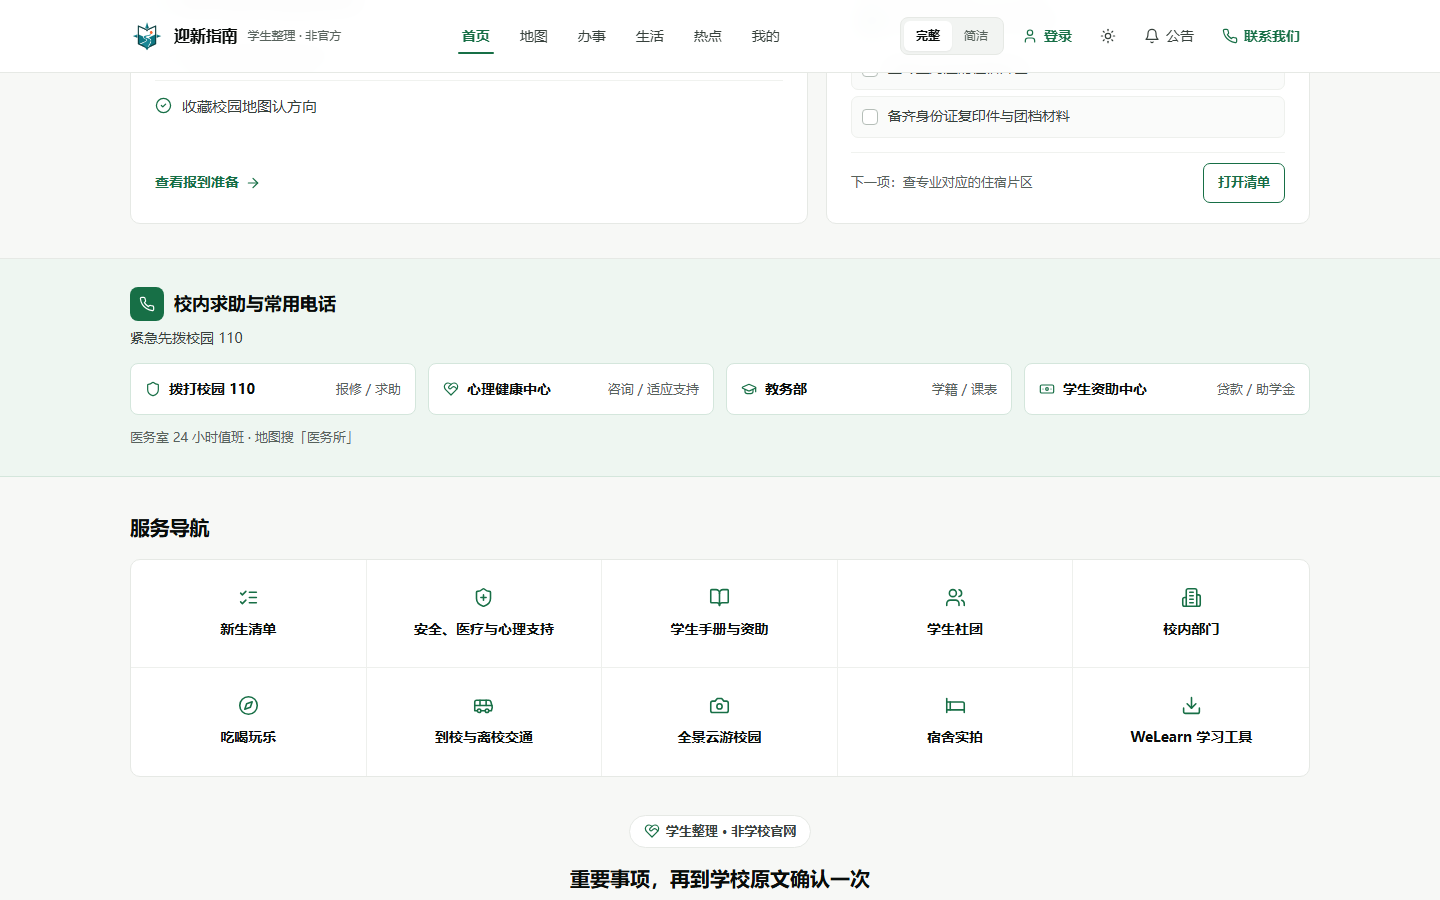 迎新指南 学生整理 · 非官方
首页 地图 办事 生活 热点 我的
完整 简洁 登录 公告 联系我们
收藏校园地图认方向
查看报到准备
备齐身份证复印件与团档材料
下一项：查专业对应的住宿片区
打开清单
校内求助与常用电话
紧急先拨校园 110
拨打校园 110 报修 / 求助
心理健康中心 咨询 / 适应支持
教务部 学籍 / 课表
学生资助中心 贷款 / 助学金
医务室 24 小时值班 · 地图搜「医务所」
服务导航
新生清单
安全、医疗与心理支持
学生手册与资助
学生社团
校内部门
吃喝玩乐
到校与离校交通
全景云游校园
宿舍实拍
WeLearn 学习工具
学生整理 • 非学校官网
重要事项，再到学校原文确认一次